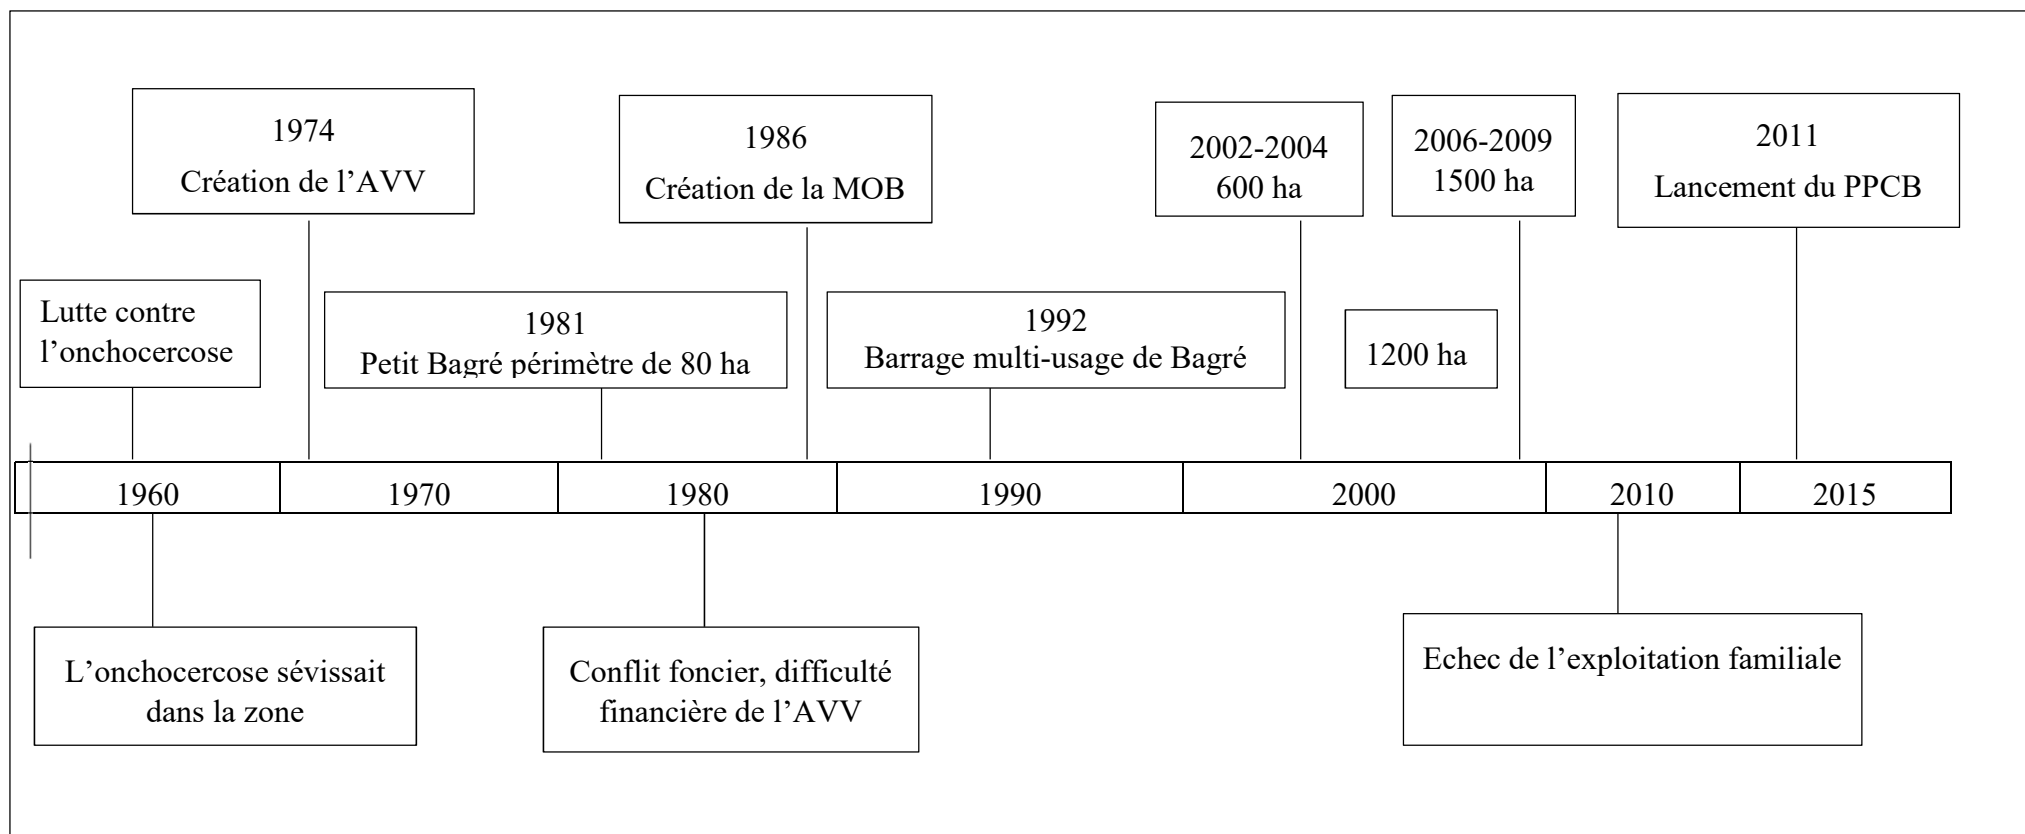 1974
Création de l’AVV
1986
Création de la MOB
2002-2004
600 ha
2006-2009
1500 ha
2011
Lancement du PPCB
Lutte contre
l’onchocercose
1981
Petit Bagré périmètre de 80 ha
1992
Barrage multi-usage de Bagré
1200 ha
1960
1970
1980
1990
2000
2010
2015
L’onchocercose sévissait
dans la zone
Conflit foncier, difficulté
financière de l’AVV
Echec de l’exploitation familiale